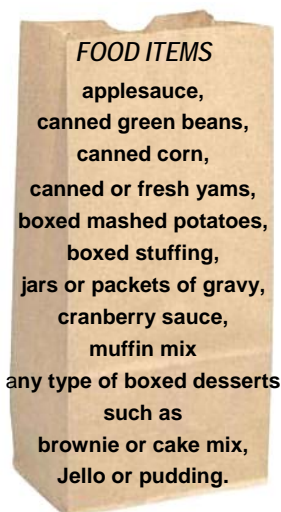 FOOD ITEMS
applesauce,
canned green beans,
canned corn,
canned or fresh yams,
boxed mashed potatoes,
boxed stuffing,
jars or packets of gravy,
cranberry sauce,
muffin mix
any type of boxed desserts
such as
brownie or cake mix,
Jello or pudding.